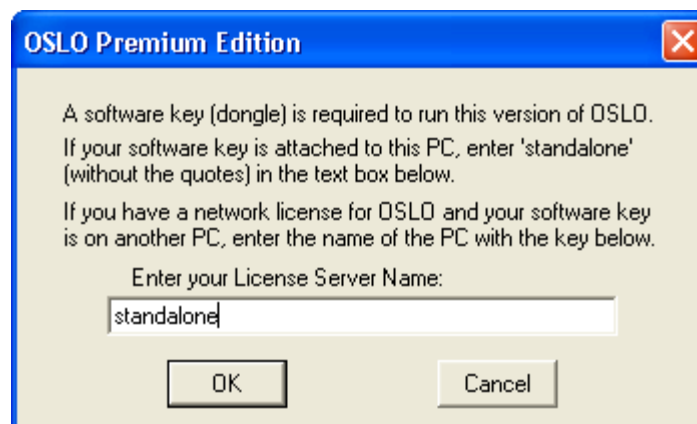 OSLO Premium Edition
A software key (dongle) is required to run this version of OSLO.
If your software key is attached to this PC, enter 'standalone'
(without the quotes) in the text box below.
If you have a network license for OSLO and your software key
is on another PC, enter the name of the PC with the key below.
Enter your License Server Name:
standalone
OK Cancel